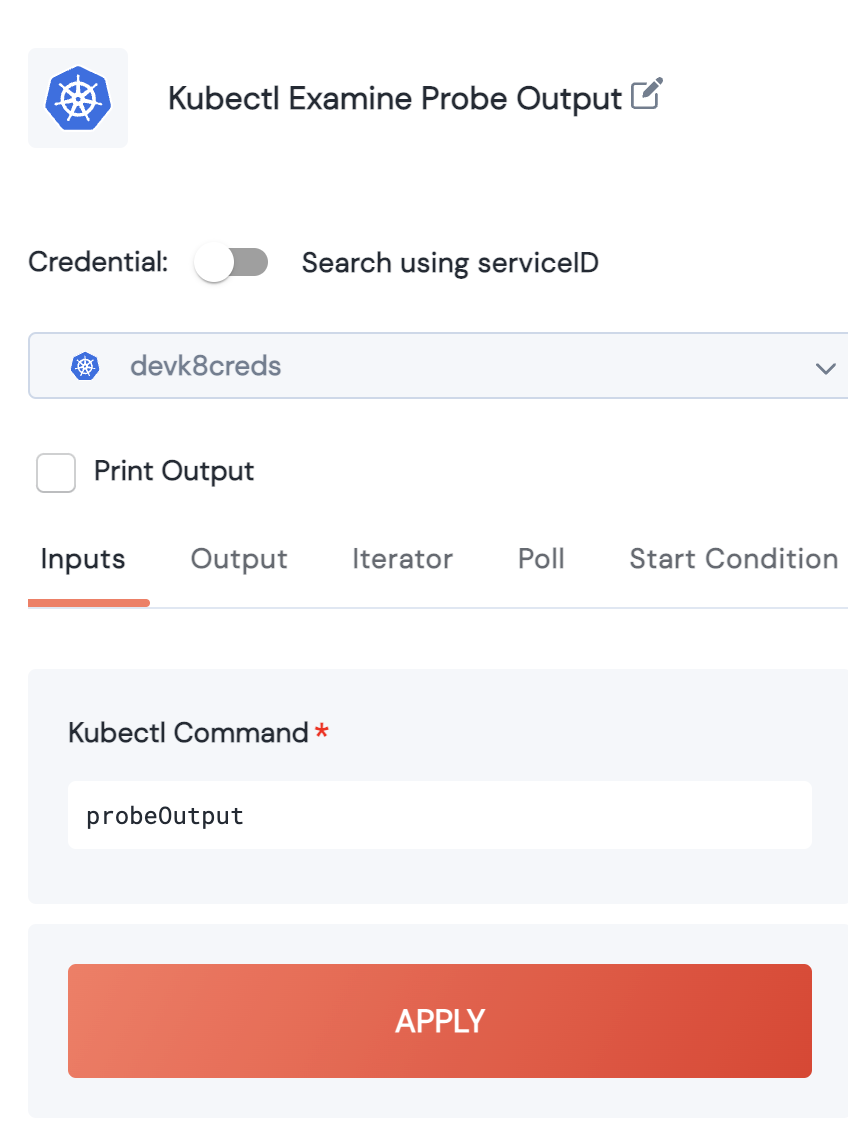 Kubectl Examine Probe Output
Credential: Search using serviceID
devk8creds
Print Output
Inputs Output Iterator Poll Start Condition
Kubectl Command *
probeOutput
APPLY